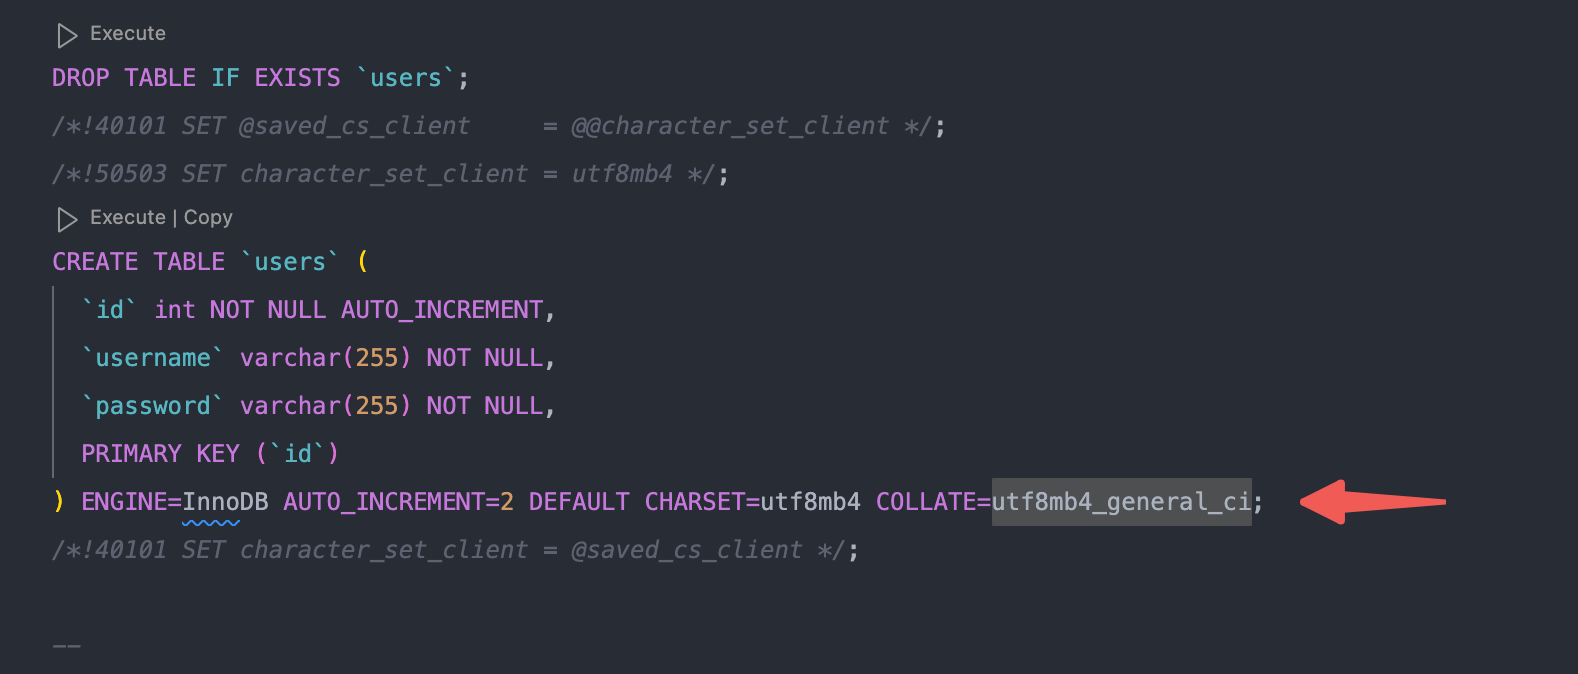 Execute
DROP TABLE IF EXISTS `users`;
/*!40101 SET @saved_cs_client     = @@character_set_client */;
/*!50503 SET character_set_client = utf8mb4 */;
Execute | Copy
CREATE TABLE `users` (
  `id` int NOT NULL AUTO_INCREMENT,
  `username` varchar(255) NOT NULL,
  `password` varchar(255) NOT NULL,
  PRIMARY KEY (`id`)
) ENGINE=InnoDB AUTO_INCREMENT=2 DEFAULT CHARSET=utf8mb4 COLLATE=utf8mb4_general_ci;
/*!40101 SET character_set_client = @saved_cs_client */;
--